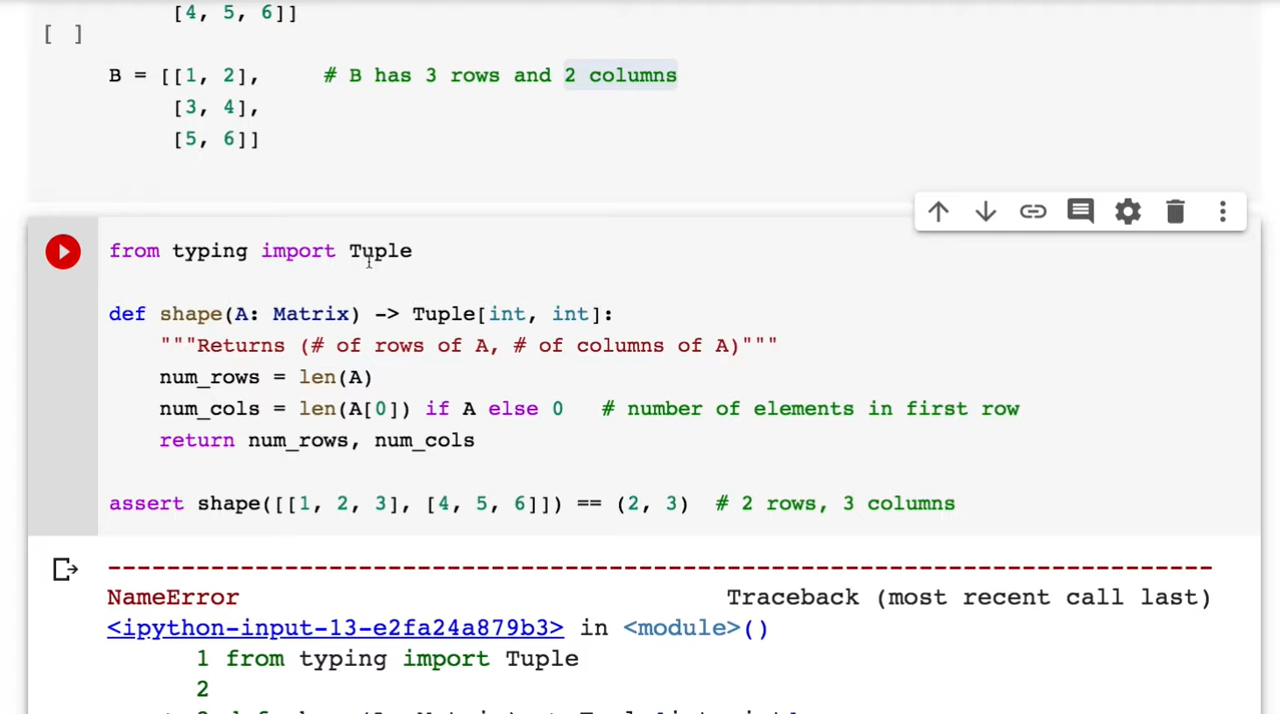 [4, 5, 6]]
[ ]
B = [[1, 2],      # B has 3 rows and 2 columns
[3, 4],
[5, 6]]
from typing import Tuple
def shape(A: Matrix) -> Tuple[int, int]:
"""Returns (# of rows of A, # of columns of A)"""
num_rows = len(A)
num_cols = len(A[0]) if A else 0   # number of elements in first row
return num_rows, num_cols
assert shape([[1, 2, 3], [4, 5, 6]]) == (2, 3)  # 2 rows, 3 columns
---------------------------------------------------------------------------
NameError                                 Traceback (most recent call last)
<ipython-input-13-e2fa24a879b3> in <module>()
1 from typing import Tuple
2